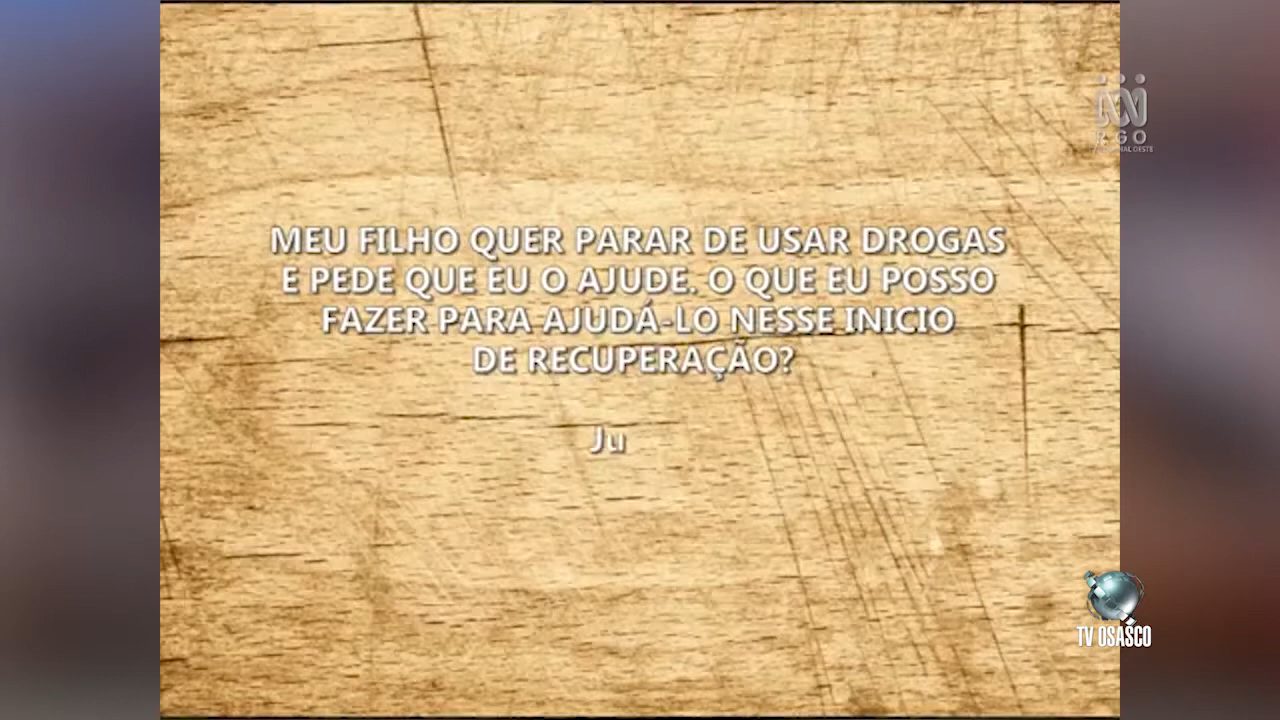 MEU FILHO QUER PARAR DE USAR DROGAS
E PEDE QUE EU O AJUDE. O QUE EU POSSO
FAZER PARA AJUDÁ-LO NESSE INICIO
DE RECUPERAÇÃO?
Ju
RGO
TV OSASCO